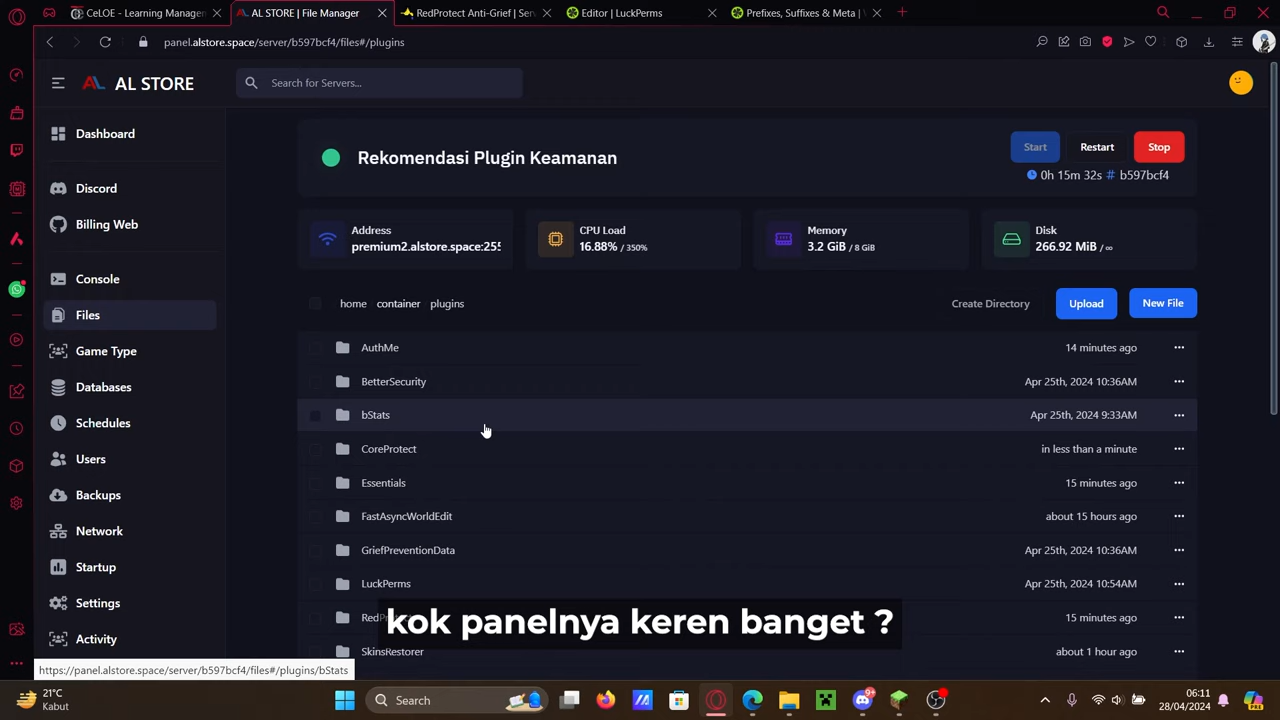 CeLOE - Learning Managen
AL STORE | File Manager
RedProtect Anti-Grief | Serv
Editor | LuckPerms
Prefixes, Suffixes & Meta | V
panel.alstore.space/server/b597bcf4/files#/plugins
AL STORE
Search for Servers...
Dashboard
Discord
Billing Web
Console
Files
Game Type
Databases
Schedules
Users
Backups
Network
Startup
Settings
Activity
Rekomendasi Plugin Keamanan
Start
Restart
Stop
0h 15m 32s # b597bcf4
Address
premium2.alstore.space:255
CPU Load
16.88% / 350%
Memory
3.2 GiB / 8 GiB
Disk
266.92 MiB / ∞
home container plugins
Create Directory
Upload
New File
AuthMe 14 minutes ago
BetterSecurity Apr 25th, 2024 10:36AM
bStats Apr 25th, 2024 9:33AM
CoreProtect in less than a minute
Essentials 15 minutes ago
FastAsyncWorldEdit about 15 hours ago
GriefPreventionData Apr 25th, 2024 10:36AM
LuckPerms Apr 25th, 2024 10:54AM
15 minutes ago
SkinsRestorer about 1 hour ago
kok panelnya keren banget ?
https://panel.alstore.space/server/b597bcf4/files#/plugins/bStats
21°C
Kabut
Search
06:11
28/04/2024